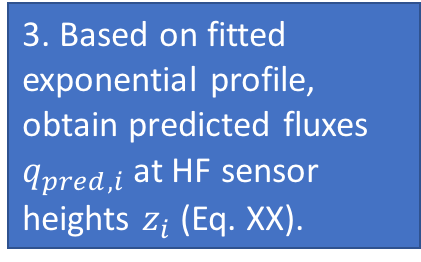 3. Based on fitted
exponential profile,
obtain predicted fluxes
q_{pred,i} at HF sensor
heights z_i (Eq. XX).